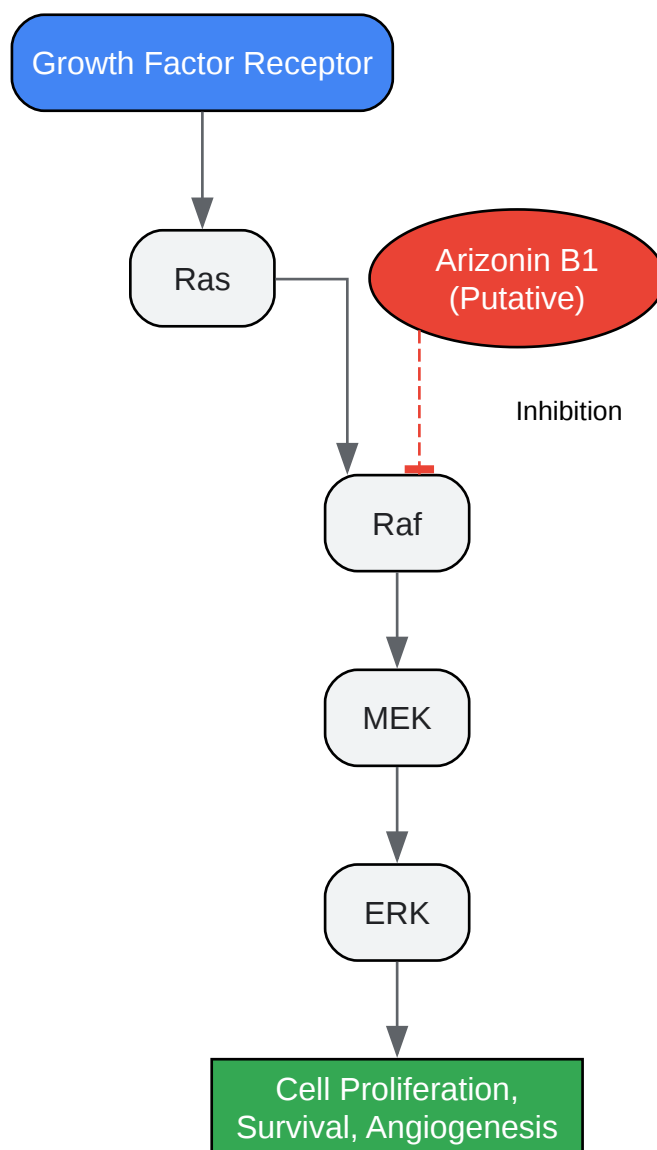 Growth Factor Receptor
Ras
Arizonin B1
(Putative)
Inhibition
Raf
MEK
ERK
Cell Proliferation,
Survival, Angiogenesis